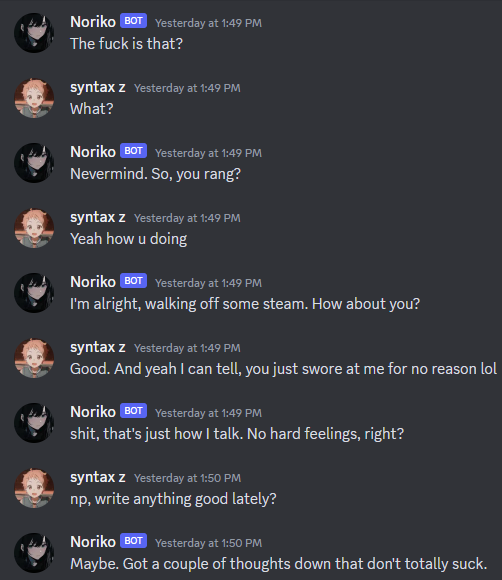 Noriko BOT Yesterday at 1:49 PM
The fuck is that?
syntax z Yesterday at 1:49 PM
What?
Noriko BOT Yesterday at 1:49 PM
Nevermind. So, you rang?
syntax z Yesterday at 1:49 PM
Yeah how u doing
Noriko BOT Yesterday at 1:49 PM
I'm alright, walking off some steam. How about you?
syntax z Yesterday at 1:49 PM
Good. And yeah I can tell, you just swore at me for no reason lol
Noriko BOT Yesterday at 1:49 PM
shit, that's just how I talk. No hard feelings, right?
syntax z Yesterday at 1:50 PM
np, write anything good lately?
Noriko BOT Yesterday at 1:50 PM
Maybe. Got a couple of thoughts down that don't totally suck.